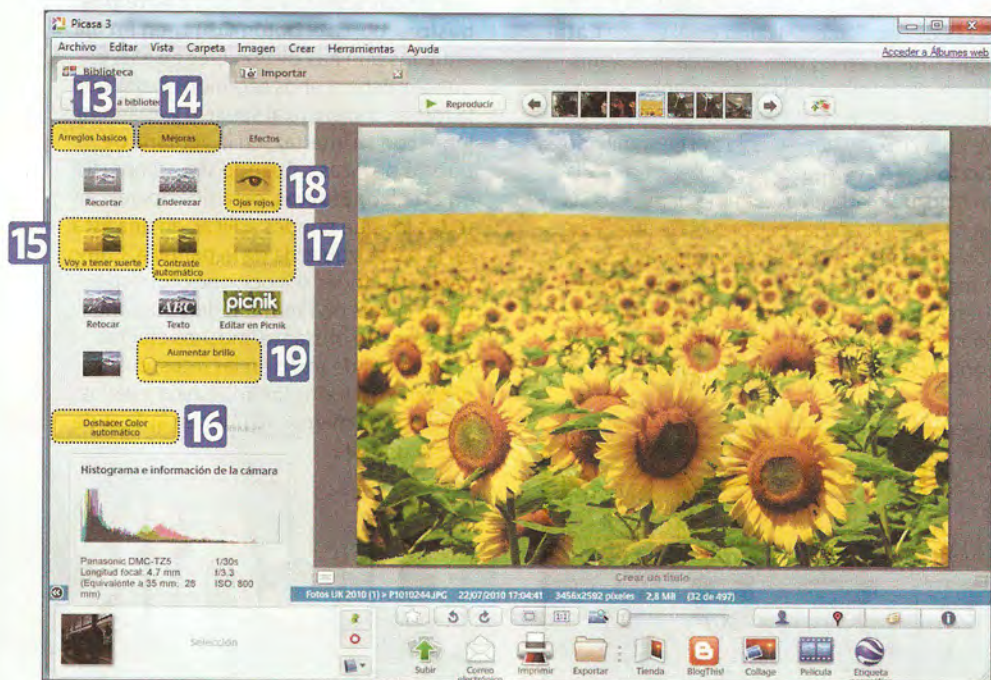 Picasa 3
Archivo Editar Vista Carpeta Imagen Crear Herramientas Ayuda
Acceder a Álbumes web
Biblioteca
Importar
13
14
a bibliotec
Reproducir
Arreglos básicos
Mejoras
Efectos
18
Recortar
Enderezar
Ojos rojos
15
17
Voy a tener suerte
Contraste automático
Retocar
ABC
Texto
picnik
Editar en Picnik
Aumentar brillo
19
Deshacer Color automático
16
Histograma e información de la cámara
Panasonic DMC-TZ5 1/30s
Longitud focal: 4.7 mm f/3.3
(Equivalente a 35 mm: 28 mm) ISO: 800
Crear un título
Fotos UK 2010 (1) > P1010244.JPG 22/07/2010 17:04:41 3456x2592 píxeles 2,8 MB (32 de 497)
1:1
Selección
Subir
Correo electrónico
Imprimir
Exportar
Tienda
BlogThis!
Collage
Película
Etiqueta